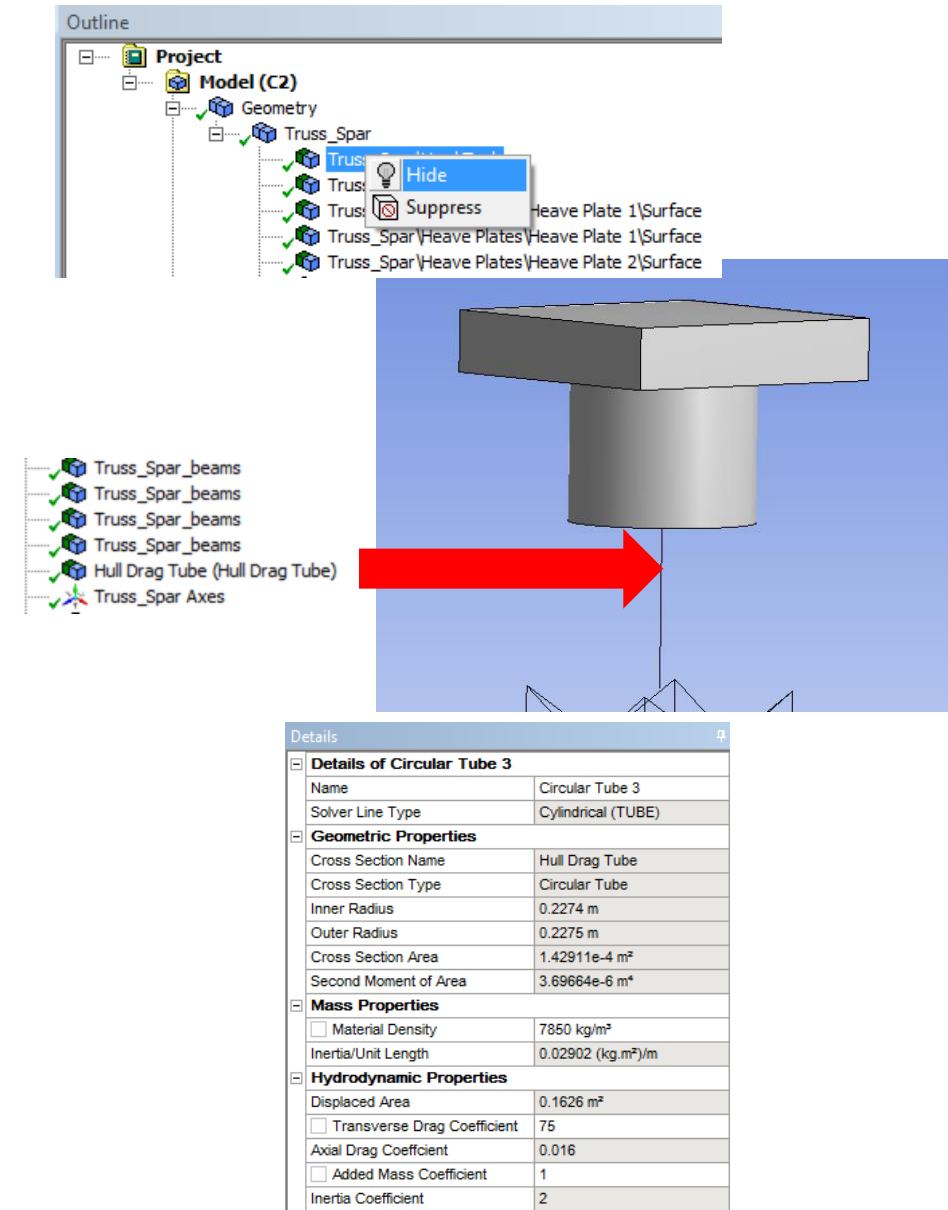 Outline
Project
Model (C2)
Geometry
Truss_Spar
Hide
Suppress
Heave Plate 1\Surface
Truss_Spar\Heave Plates\Heave Plate 1\Surface
Truss_Spar\Heave Plates\Heave Plate 2\Surface
Truss_Spar_beams
Truss_Spar_beams
Truss_Spar_beams
Truss_Spar_beams
Hull Drag Tube (Hull Drag Tube)
Truss_Spar Axes
Details
Details of Circular Tube 3
Name Circular Tube 3
Solver Line Type Cylindrical (TUBE)
Geometric Properties
Cross Section Name Hull Drag Tube
Cross Section Type Circular Tube
Inner Radius 0.2274 m
Outer Radius 0.2275 m
Cross Section Area 1.42911e-4 m²
Second Moment of Area 3.69664e-6 m⁴
Mass Properties
Material Density 7850 kg/m³
Inertia/Unit Length 0.02902 (kg.m²)/m
Hydrodynamic Properties
Displaced Area 0.1626 m²
Transverse Drag Coefficient 75
Axial Drag Coeffcient 0.016
Added Mass Coefficient 1
Inertia Coefficient 2